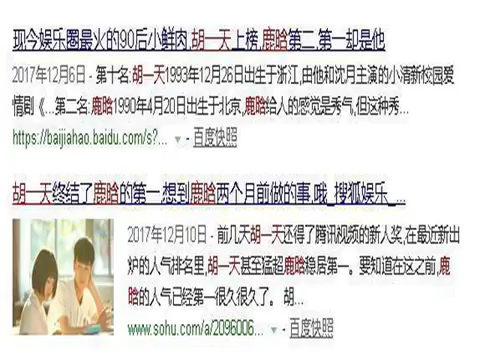 现今娱乐圈最火的90后小鲜肉,胡一天上榜,鹿晗第二,第一却是他
2017年12月6日 - 第十名:胡一天1993年12月26日出生于浙江,由他和沈月主演的小清新校园爱
情剧《...第二名:鹿晗1990年4月20日出生于北京,鹿晗给人的感觉是秀气,但这种秀...
https://baijiahao.baidu.com/s?... - 百度快照
胡一天终结了鹿晗的第一,想到鹿晗两个月前做的事,哦_搜狐娱乐_...
2017年12月10日 - 前几天胡一天还得了腾讯视频的新人奖,在最近新出
炉的人气排名里,胡一天甚至猛超鹿晗稳居第一。要知道在这之前,鹿
晗的人气已经第一很久很久了。 胡...
www.sohu.com/a/2096006... - 百度快照